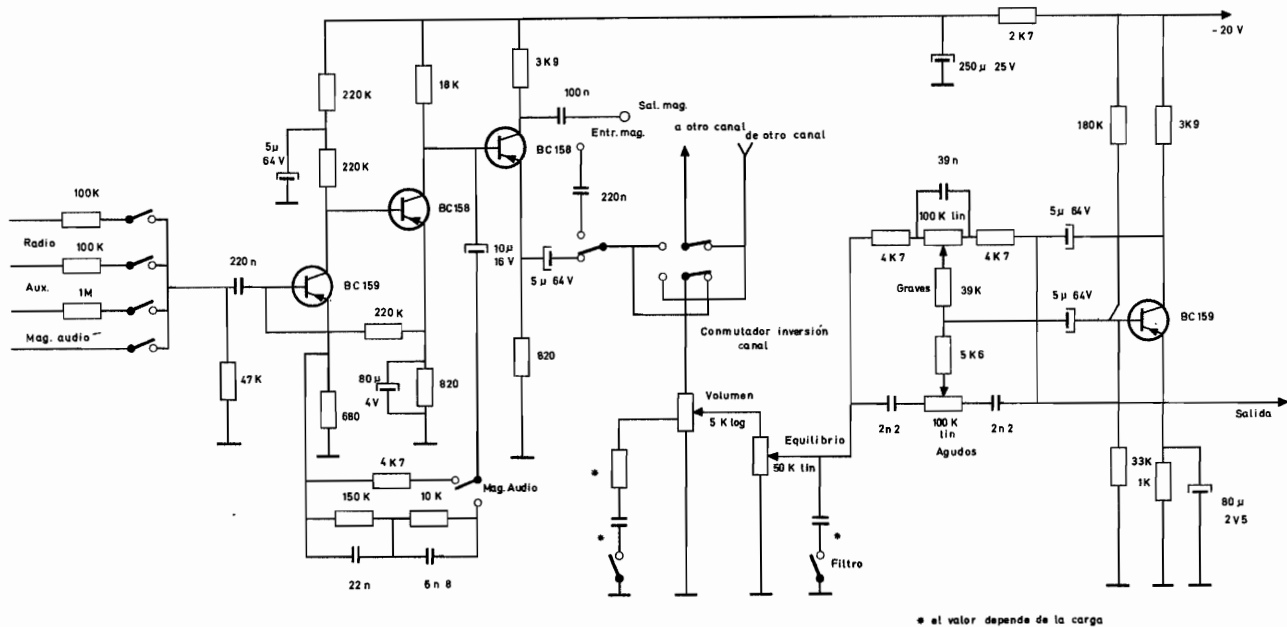 2K7
-20 V
250µ 25V
3K9
18K
220K
100n
Sal. mag.
Entr. mag.
a otro canal
de otro canal
180K
3K9
5µ
64V
220K
BC158
39n
220n
100K lin
5µ 64V
100K
BC158
Radio
4K7
4K7
100K
220n
10µ
16V
5µ 64V
Graves
39K
5µ 64V
Aux.
BC159
BC159
1M
220K
Conmutador inversión
canal
5K6
Mag. audio
80µ
4V
820
820
47K
680
Volumen
5K log
2n2
100K
lin
2n2
Salida
Agudos
Equilibrio
4K7
50K lin
33K
1K
Mag. Audio
*
150K
10K
80µ
2V5
*
*
Filtro
22n
6n8
* el valor depende de la carga